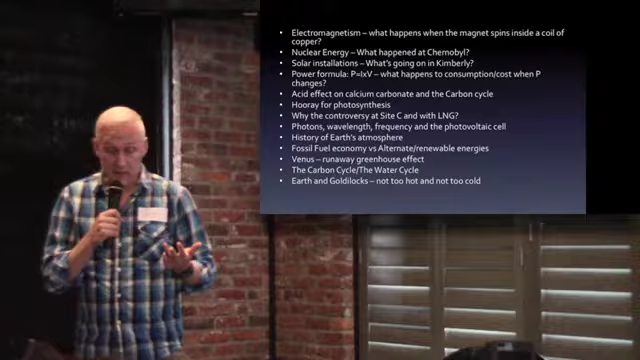 • Electromagnetism – what happens when the magnet spins inside a coil of
copper?
• Nuclear Energy – What happened at Chernobyl?
• Solar installations – What's going on in Kimberly?
• Power formula: P=IxV – what happens to consumption/cost when P
changes?
• Acid effect on calcium carbonate and the Carbon cycle
• Hooray for photosynthesis
• Why the controversy at Site C and with LNG?
• Photons, wavelength, frequency and the photovoltaic cell
• History of Earth's atmosphere
• Fossil Fuel economy vs Alternate/renewable energies
• Venus – runaway greenhouse effect
• The Carbon Cycle/The Water Cycle
• Earth and Goldilocks – not too hot and not too cold